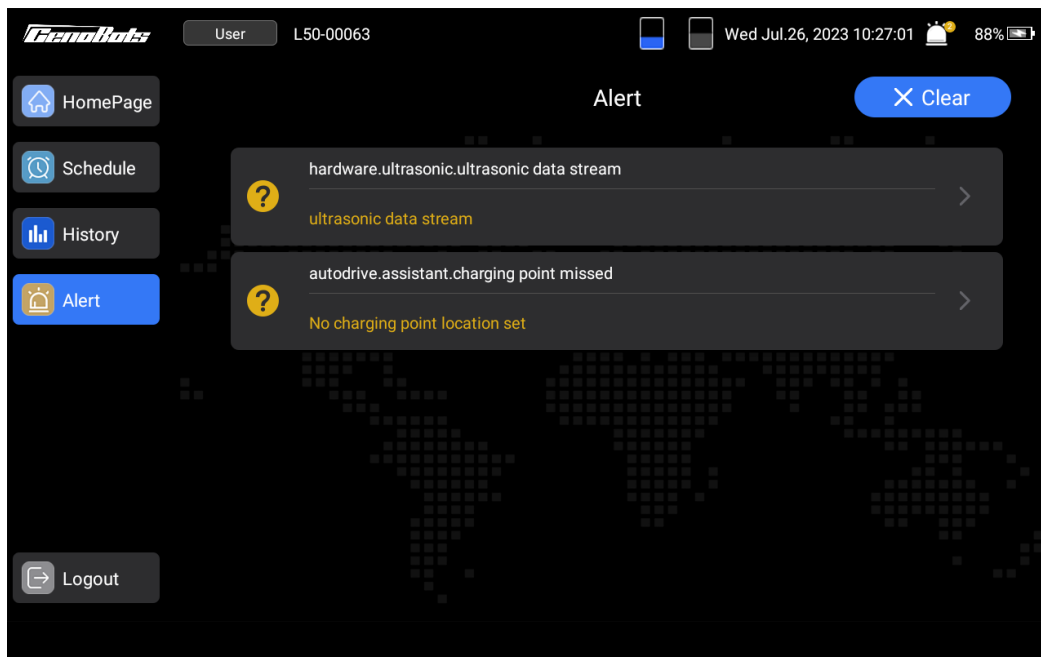 GenoBots
User
L50-00063
Wed Jul.26, 2023 10:27:01
2
88%
HomePage
Alert
Clear
Schedule
hardware.ultrasonic.ultrasonic data stream
ultrasonic data stream
History
autodrive.assistant.charging point missed
Alert
No charging point location set
Logout